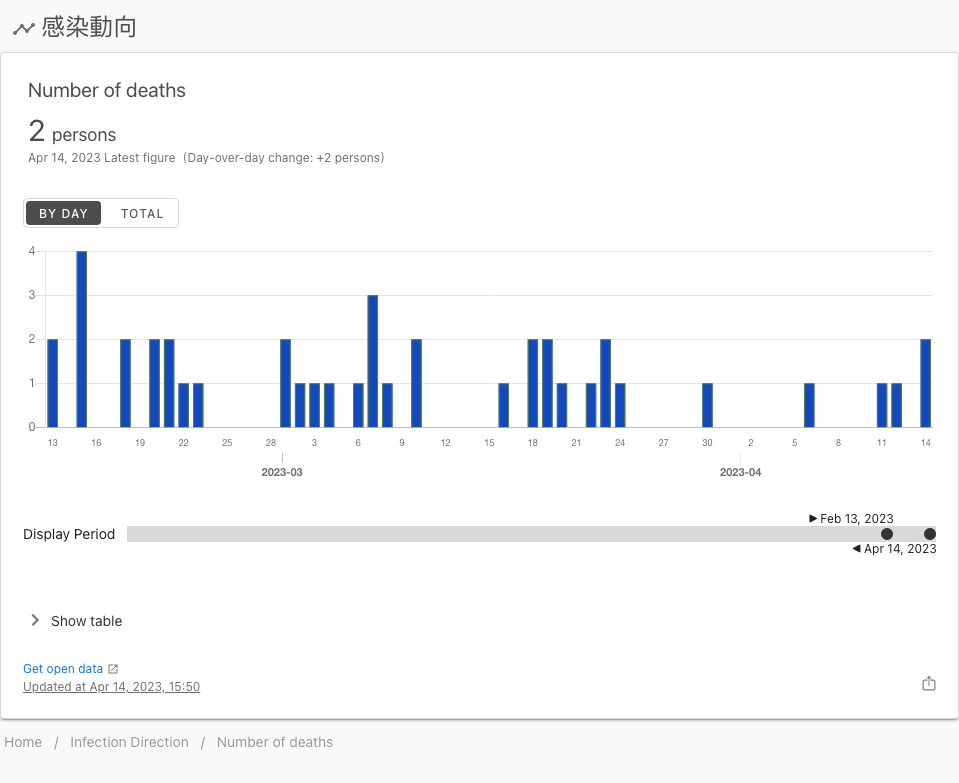 感染動向
Number of deaths
2 persons
Apr 14, 2023 Latest figure (Day-over-day change: +2 persons)
BY DAY TOTAL
4
3
2
1
0
13 16 19 22 25 28 3 6 9 12 15 18 21 24 27 30 2 5 8 11 14
2023-03 2023-04
Feb 13, 2023
Display Period
Apr 14, 2023
Show table
Get open data
Updated at Apr 14, 2023, 15:50
Home / Infection Direction / Number of deaths